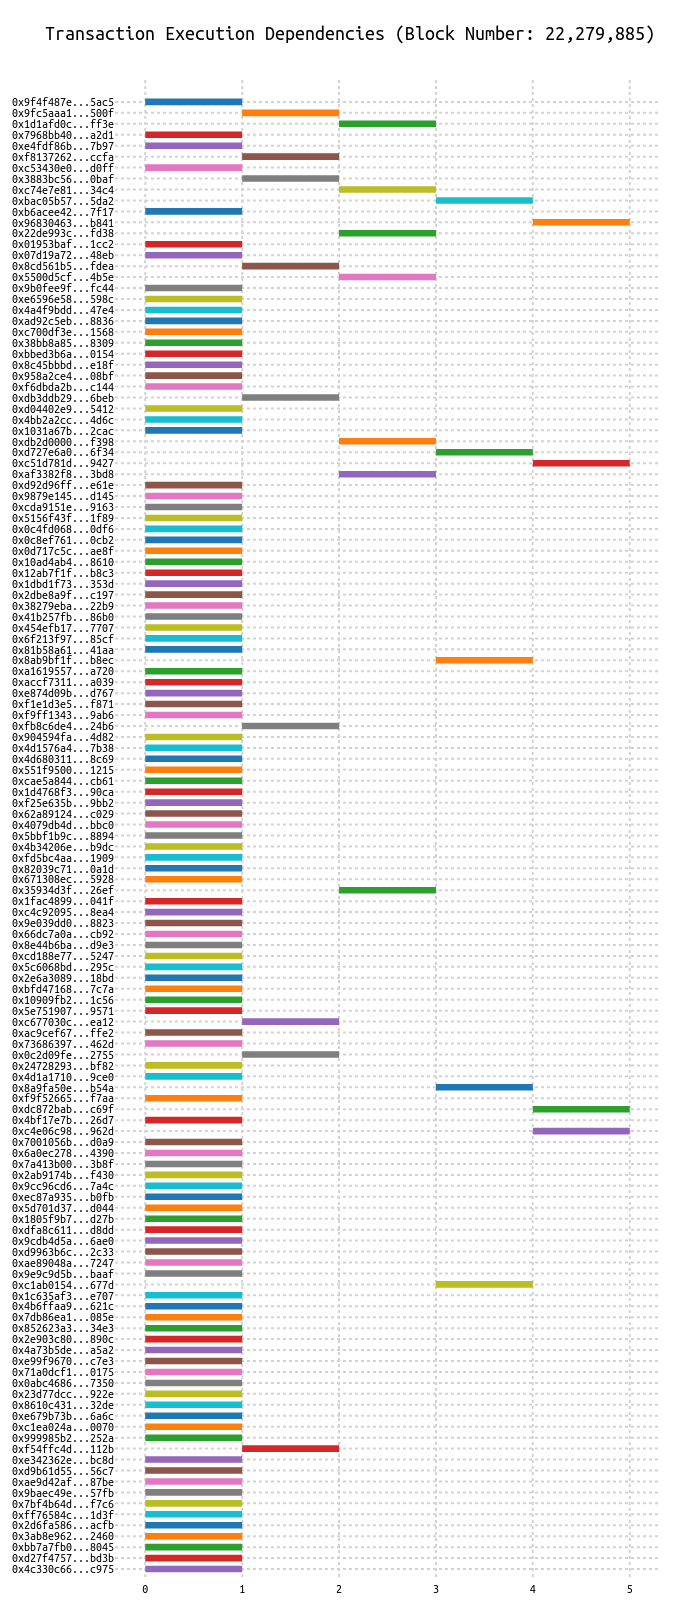 Transaction Execution Dependencies (Block Number: 22,279,885)
0x9f4f487e...5ac5
0x9fc5aaa1...500f
0x1d1afd0c...ff3e
0x7968bb40...a2d1
0xe4fdf86b...7b97
0xf8137262...ccfa
0xc53430e0...d0ff
0x3883bc56...0baf
0xc74e7e81...34c4
0xbac05b57...5da2
0xb6acee42...7f17
0x96830463...b841
0x22de993c...fd38
0x01953baf...1cc2
0x07d19a72...48eb
0x8cd561b5...fdea
0x5500d5cf...4b5e
0x9b0fee9f...fc44
0xe6596e58...598c
0x4a4f9bdd...47e4
0xad92c5eb...8836
0xc700df3e...1568
0x38bb8a85...8309
0xbbed3b6a...0154
0x8c45bbbd...e18f
0x958a2ce4...08bf
0xf6dbda2b...c144
0xdb3ddb29...6beb
0xd04402e9...5412
0x4bb2a2cc...4d6c
0x1031a67b...2cac
0xdb2d0000...f398
0xd727e6a0...6f34
0xc51d781d...9427
0xaf3382f8...3bd8
0xd92d96ff...e61e
0x9879e145...d145
0xcda9151e...9163
0x5156f43f...1f89
0x0c4fd068...0df6
0x0c8ef761...0cb2
0x0d717c5c...ae8f
0x10ad4ab4...8610
0x12ab7f1f...b8c3
0x1dbd1f73...353d
0x2dbe8a9f...c197
0x38279eba...22b9
0x41b257fb...86b0
0x454efb17...7707
0x6f213f97...85cf
0x81b58a61...41aa
0x8ab9bf1f...b8ec
0xa1619557...a720
0xaccf7311...a039
0xe874d09b...d767
0xf1e1d3e5...f871
0xf9ff1343...9ab6
0xfb8c6de4...24b6
0x904594fa...4d82
0x4d1576a4...7b38
0x4d680311...8c69
0x551f9500...1215
0xcae5a844...cb61
0x1d4768f3...90ca
0xf25e635b...9bb2
0x62a89124...c029
0x4079db4d...bbc0
0x5bbf1b9c...8894
0x4b34206e...b9dc
0xfd5bc4aa...1909
0x82039c71...0a1d
0x671308ec...5928
0x35934d3f...26ef
0x1fac4899...041f
0xc4c92095...8ea4
0x9e039dd0...8823
0x66dc7a0a...cb92
0x8e44b6ba...d9e3
0xcd188e77...5247
0x5c6068bd...295c
0x2e6a3089...18bd
0xbfd47168...7c7a
0x10909fb2...1c56
0x5e751907...9571
0xc677030c...ea12
0xac9cef67...ffe2
0x73686397...462d
0x0c2d09fe...2755
0x24728293...bf82
0x4d1a1710...9ce0
0x8a9fa50e...b54a
0xf9f52665...f7aa
0xdc872bab...c69f
0x4bf17e7b...26d7
0xc4e06c98...962d
0x7001056b...d0a9
0x6a0ec278...4390
0x7a413b00...3b8f
0x2ab9174b...f430
0x9cc96cd6...7a4c
0xec87a935...b0fb
0x5d701d37...d044
0x1805f9b7...d27b
0xdfa8c611...d8dd
0x9cdb4d5a...6ae0
0xd9963b6c...2c33
0xae89048a...7247
0x9e9c9d5b...baaf
0xc1ab0154...677d
0x1c635af3...e707
0x4b6ffaa9...621c
0x7db86ea1...085e
0x852623a3...34e3
0x2e903c80...890c
0x4a73b5de...a5a2
0xe99f9670...c7e3
0x71a0dcf1...0175
0x0abc4686...7350
0x23d77dcc...922e
0x8610c431...32de
0xe679b73b...6a6c
0xc1ea024a...0070
0x999985b2...252a
0xf54ffc4d...112b
0xe342362e...bc8d
0xd9b61d55...56c7
0xae9d42af...87be
0x9baec49e...57fb
0x7bf4b64d...f7c6
0xff76584c...1d3f
0x2d6fa586...acfb
0x3ab8e962...2460
0xbb7a7fb0...8045
0xd27f4757...bd3b
0x4c330c66...c975
0 1 2 3 4 5